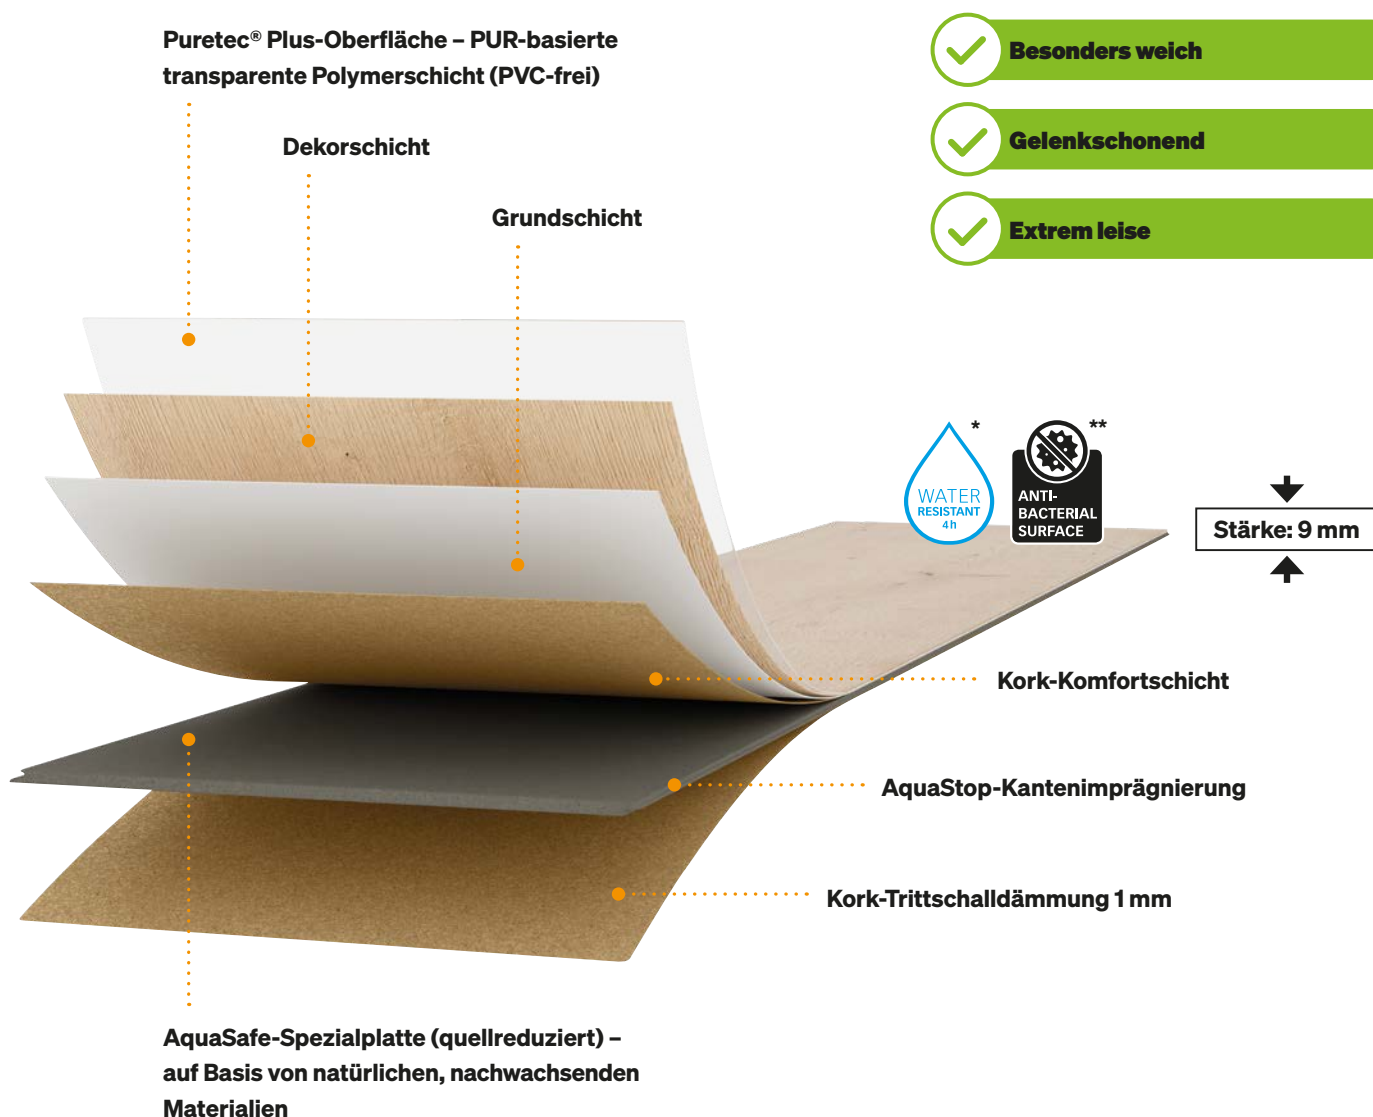 Puretec® Plus-Oberfläche – PUR-basierte
transparente Polymerschicht (PVC-frei)
Dekorschicht
Grundschicht
Besonders weich
Gelenkschonend
Extrem leise
*
WATER
RESISTANT
4h
**
ANTI-
BACTERIAL
SURFACE
Stärke: 9 mm
Kork-Komfortschicht
AquaStop-Kantenimprägnierung
Kork-Trittschalldämmung 1 mm
AquaSafe-Spezialplatte (quellreduziert) –
auf Basis von natürlichen, nachwachsenden
Materialien